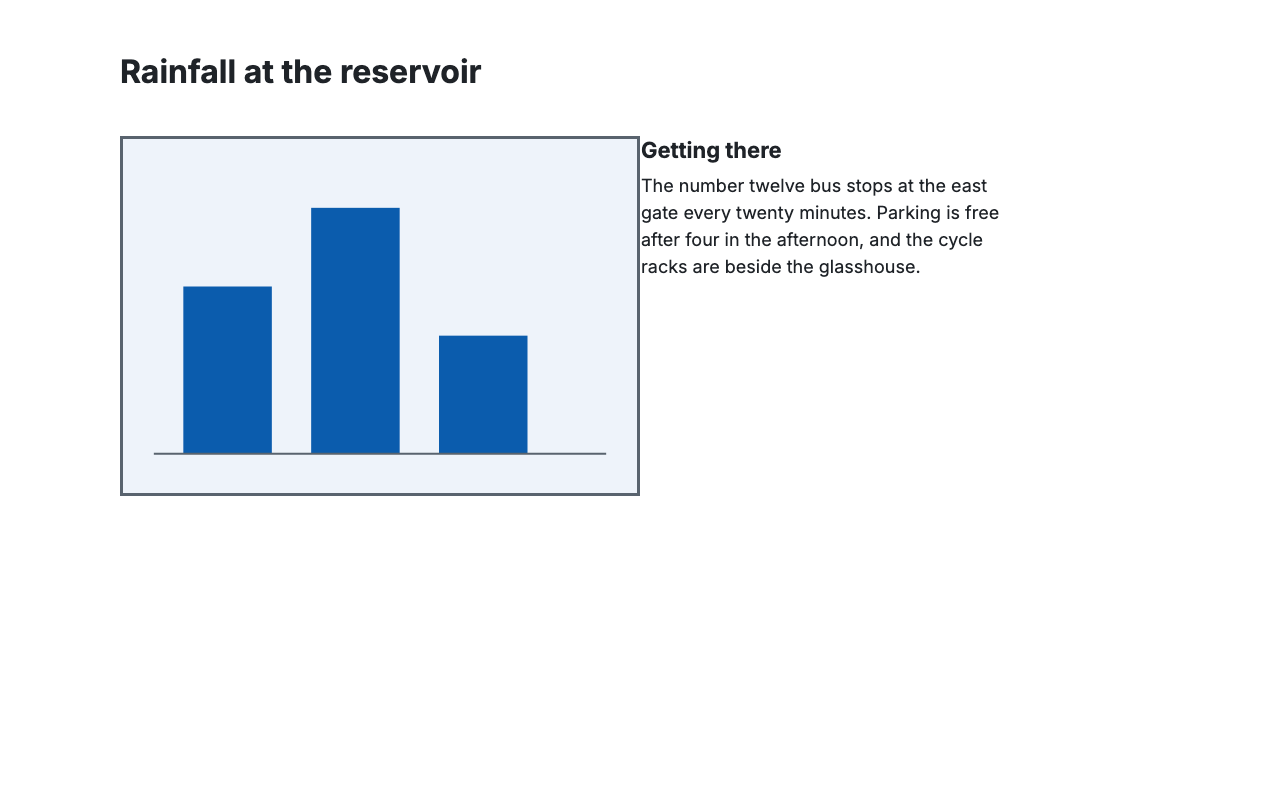 Rainfall at the reservoir
Getting there
The number twelve bus stops at the east
gate every twenty minutes. Parking is free
after four in the afternoon, and the cycle
racks are beside the glasshouse.